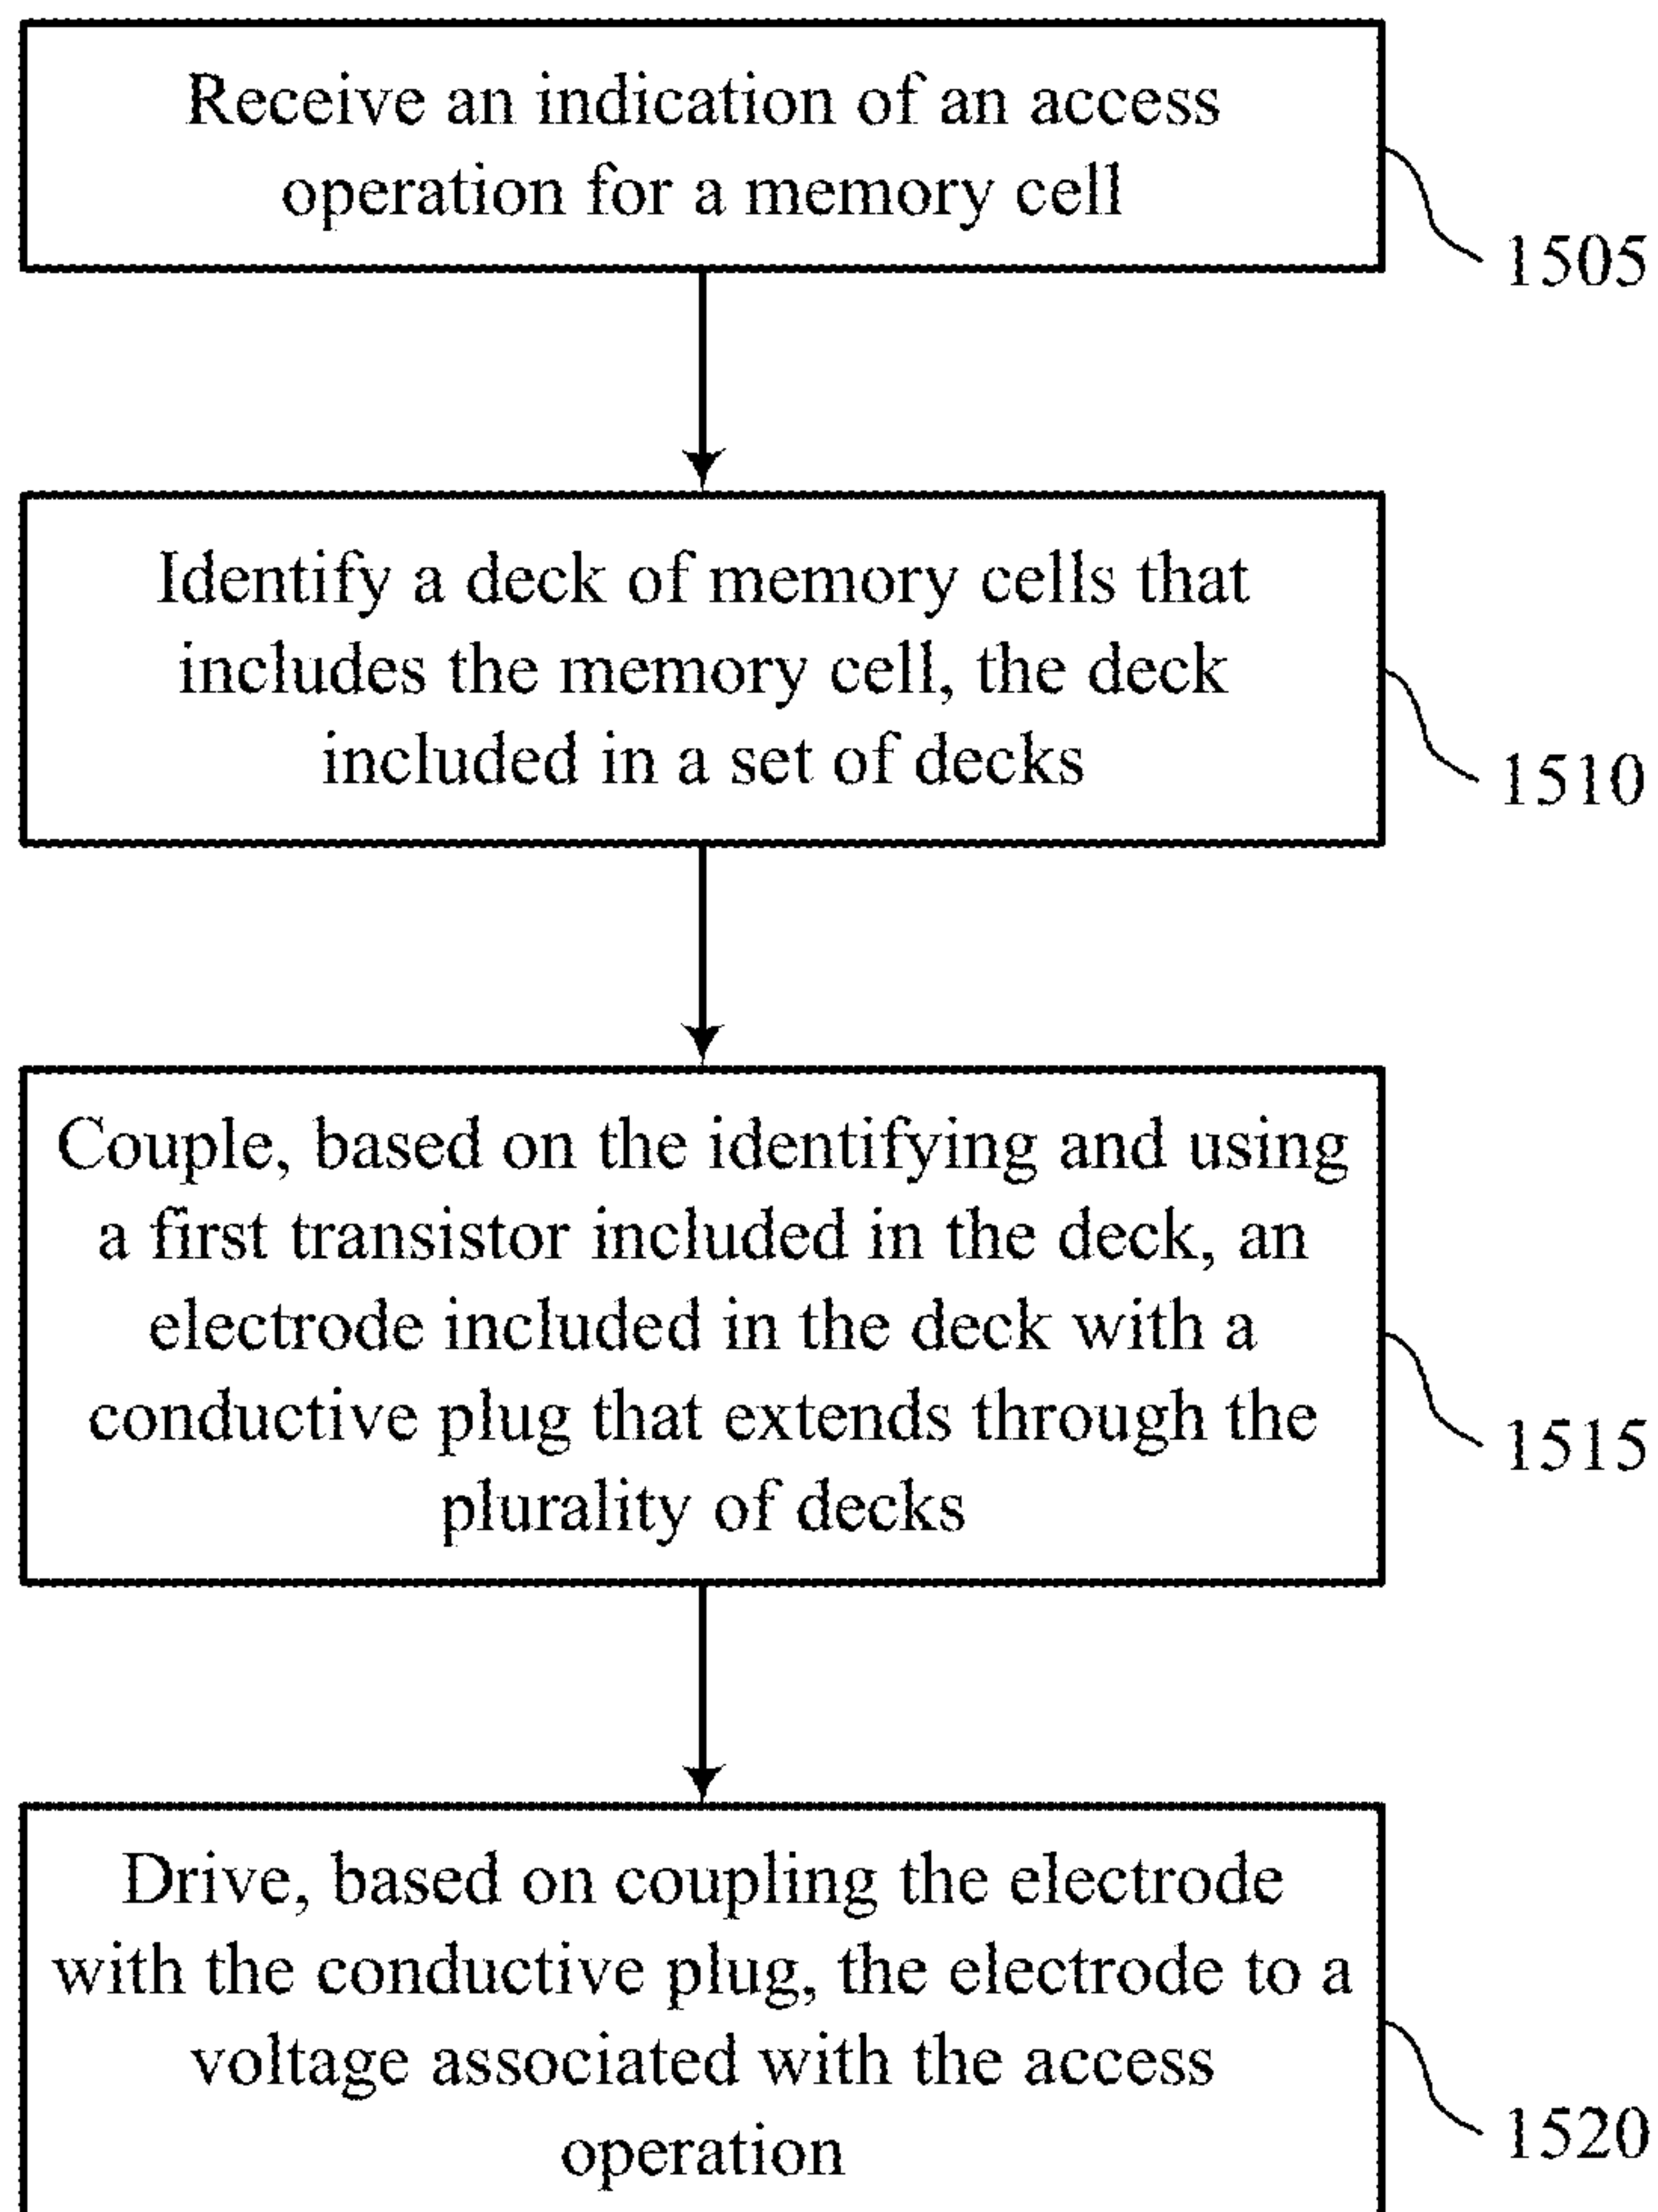 Receive an indication of an access
operation for a memory cell
1505
Identify a deck of memory cells that
includes the memory cell, the deck
included in a set of decks
1510
Couple, based on the identifying and using
a first transistor included in the deck, an
electrode included in the deck with a
conductive plug that extends through the
plurality of decks
1515
Drive, based on coupling the electrode
with the conductive plug, the electrode to a
voltage associated with the access
operation
1520